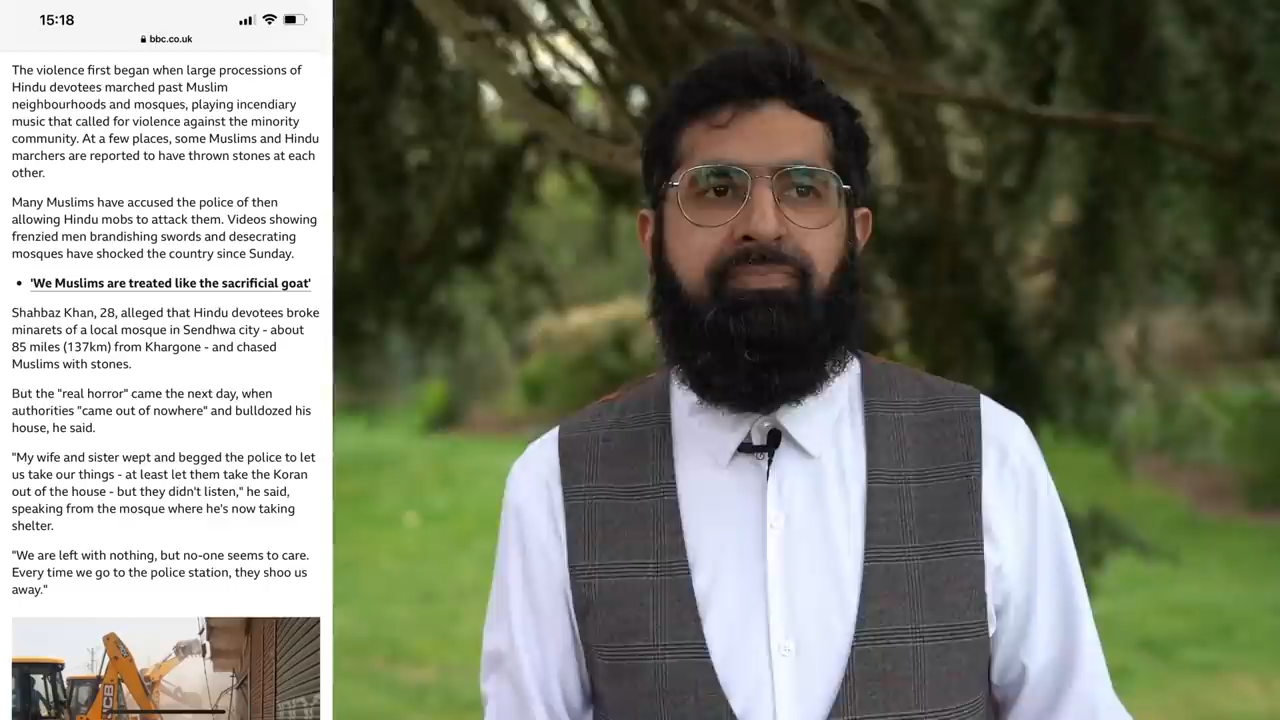 15:18
bbc.co.uk
The violence first began when large processions of
Hindu devotees marched past Muslim
neighbourhoods and mosques, playing incendiary
music that called for violence against the minority
community. At a few places, some Muslims and Hindu
marchers are reported to have thrown stones at each
other.
Many Muslims have accused the police of then
allowing Hindu mobs to attack them. Videos showing
frenzied men brandishing swords and desecrating
mosques have shocked the country since Sunday.
• 'We Muslims are treated like the sacrificial goat'
Shahbaz Khan, 28, alleged that Hindu devotees broke
minarets of a local mosque in Sendhwa city - about
85 miles (137km) from Khargone - and chased
Muslims with stones.
But the "real horror" came the next day, when
authorities "came out of nowhere" and bulldozed his
house, he said.
"My wife and sister wept and begged the police to let
us take our things - at least let them take the Koran
out of the house - but they didn't listen," he said,
speaking from the mosque where he's now taking
shelter.
"We are left with nothing, but no-one seems to care.
Every time we go to the police station, they shoo us
away."
JCB